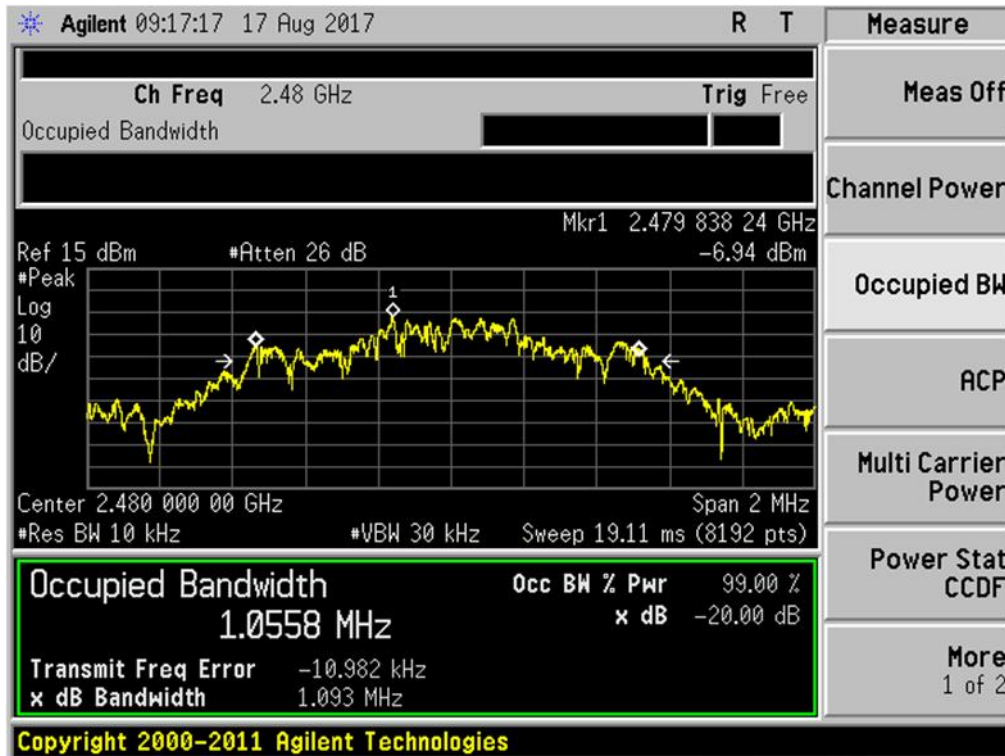 Agilent 09:17:17 17 Aug 2017 R T
Measure
Ch Freq 2.48 GHz Trig Free
Occupied Bandwidth
Meas Off
Channel Power
Occupied BW
ACP
Multi Carrier
Power
Power Stat
CCDF
More
1 of 2
Mkr1 2.479 838 24 GHz
Ref 15 dBm #Atten 26 dB -6.94 dBm
#Peak
Log
10
dB/
1
Center 2.480 000 00 GHz Span 2 MHz
#Res BW 10 kHz #VBW 30 kHz Sweep 19.11 ms (8192 pts)
Occupied Bandwidth Occ BW % Pwr 99.00 %
1.0558 MHz x dB -20.00 dB
Transmit Freq Error -10.982 kHz
x dB Bandwidth 1.093 MHz
Copyright 2000-2011 Agilent Technologies